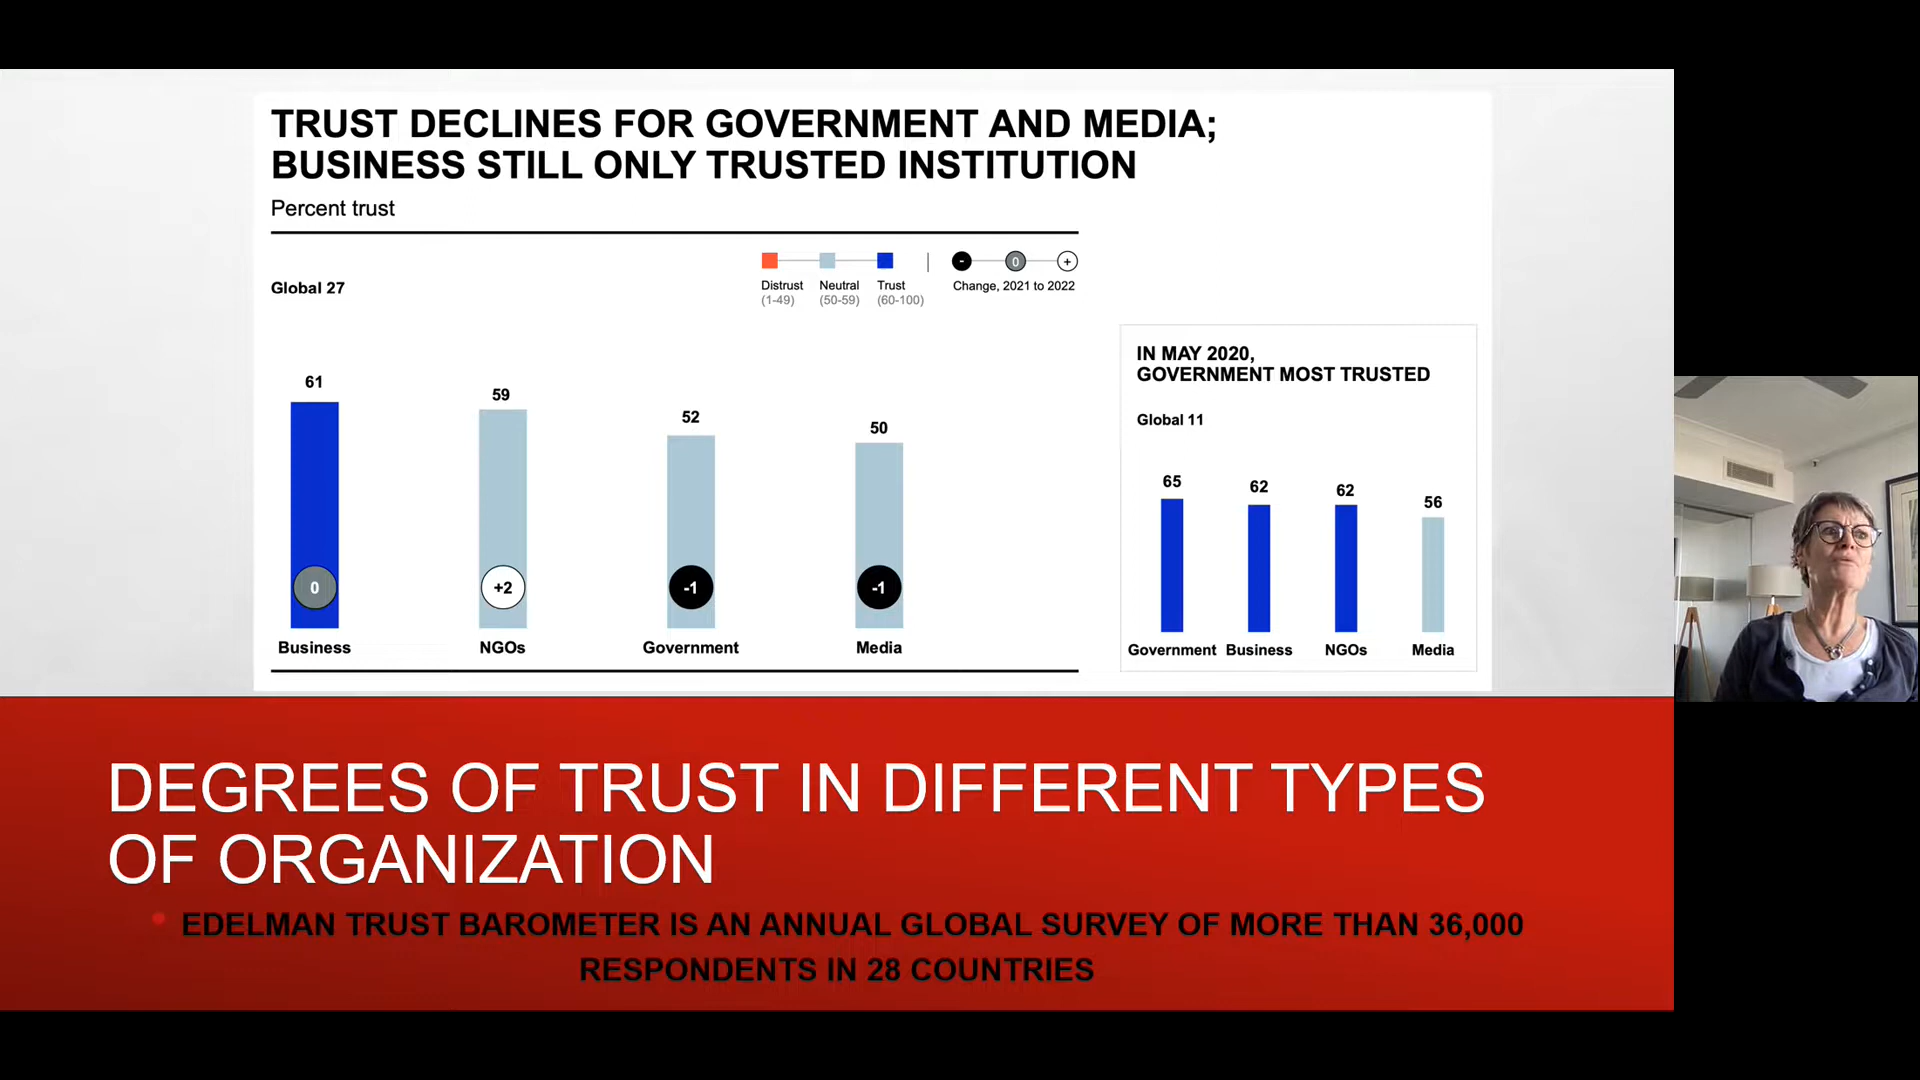 TRUST DECLINES FOR GOVERNMENT AND MEDIA;
BUSINESS STILL ONLY TRUSTED INSTITUTION
Percent trust
Global 27
Distrust Neutral Trust
(1-49) (50-59) (60-100)
- 0 +
Change, 2021 to 2022
61 59 52 50
0 +2 -1 -1
Business NGOs Government Media
IN MAY 2020,
GOVERNMENT MOST TRUSTED
Global 11
65 62 62 56
Government Business NGOs Media
DEGREES OF TRUST IN DIFFERENT TYPES
OF ORGANIZATION
• EDELMAN TRUST BAROMETER IS AN ANNUAL GLOBAL SURVEY OF MORE THAN 36,000
RESPONDENTS IN 28 COUNTRIES